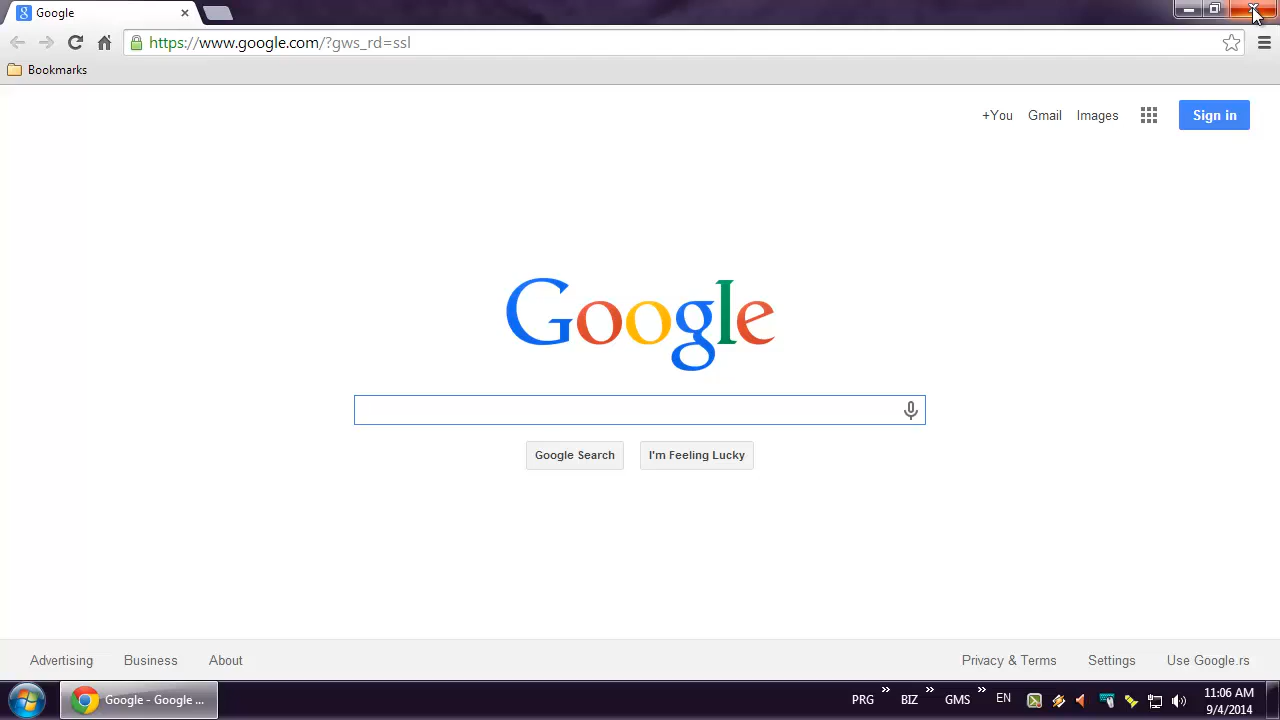 Google
https://www.google.com/?gws_rd=ssl
Bookmarks
+You Gmail Images Sign in
Google
Google Search I'm Feeling Lucky
Advertising Business About Privacy & Terms Settings Use Google.rs
Google - Google ... PRG » BIZ » GMS » EN 11:06 AM
9/4/2014